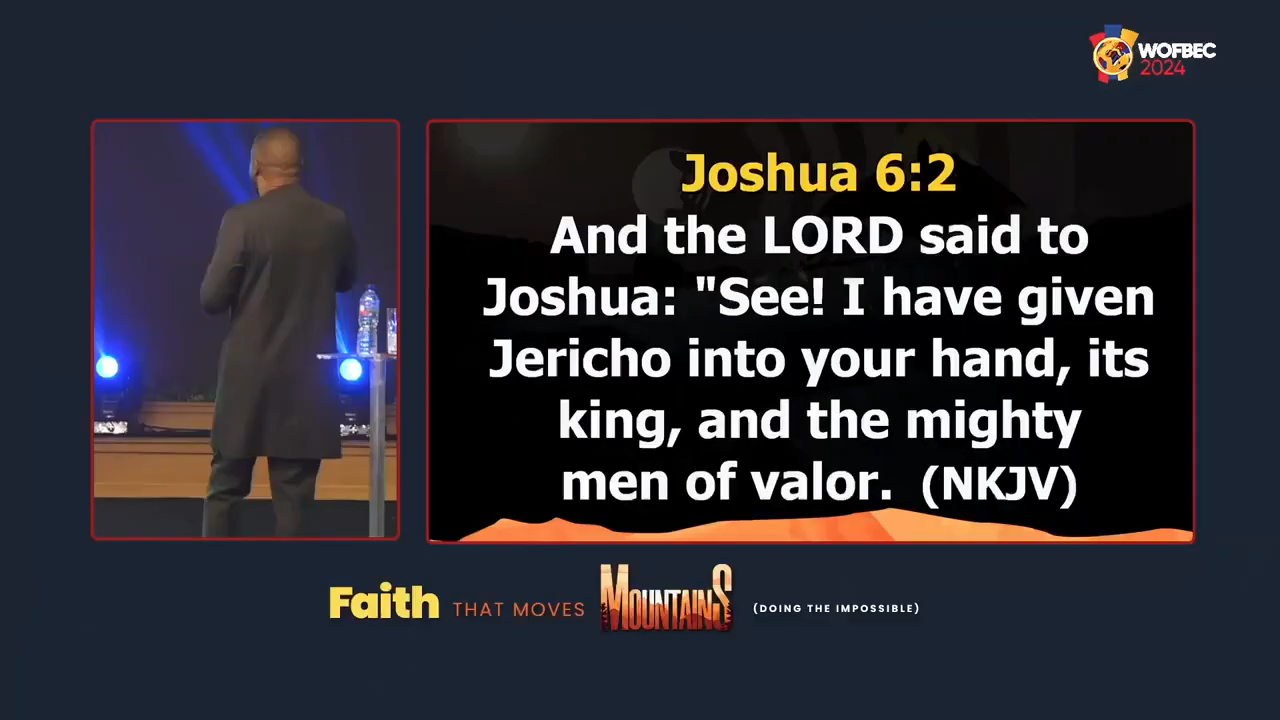 WOFBEC
2024
Joshua 6:2
And the LORD said to
Joshua: "See! I have given
Jericho into your hand, its
king, and the mighty
men of valor. (NKJV)
Faith THAT MOVES MOUNTAINS (DOING THE IMPOSSIBLE)